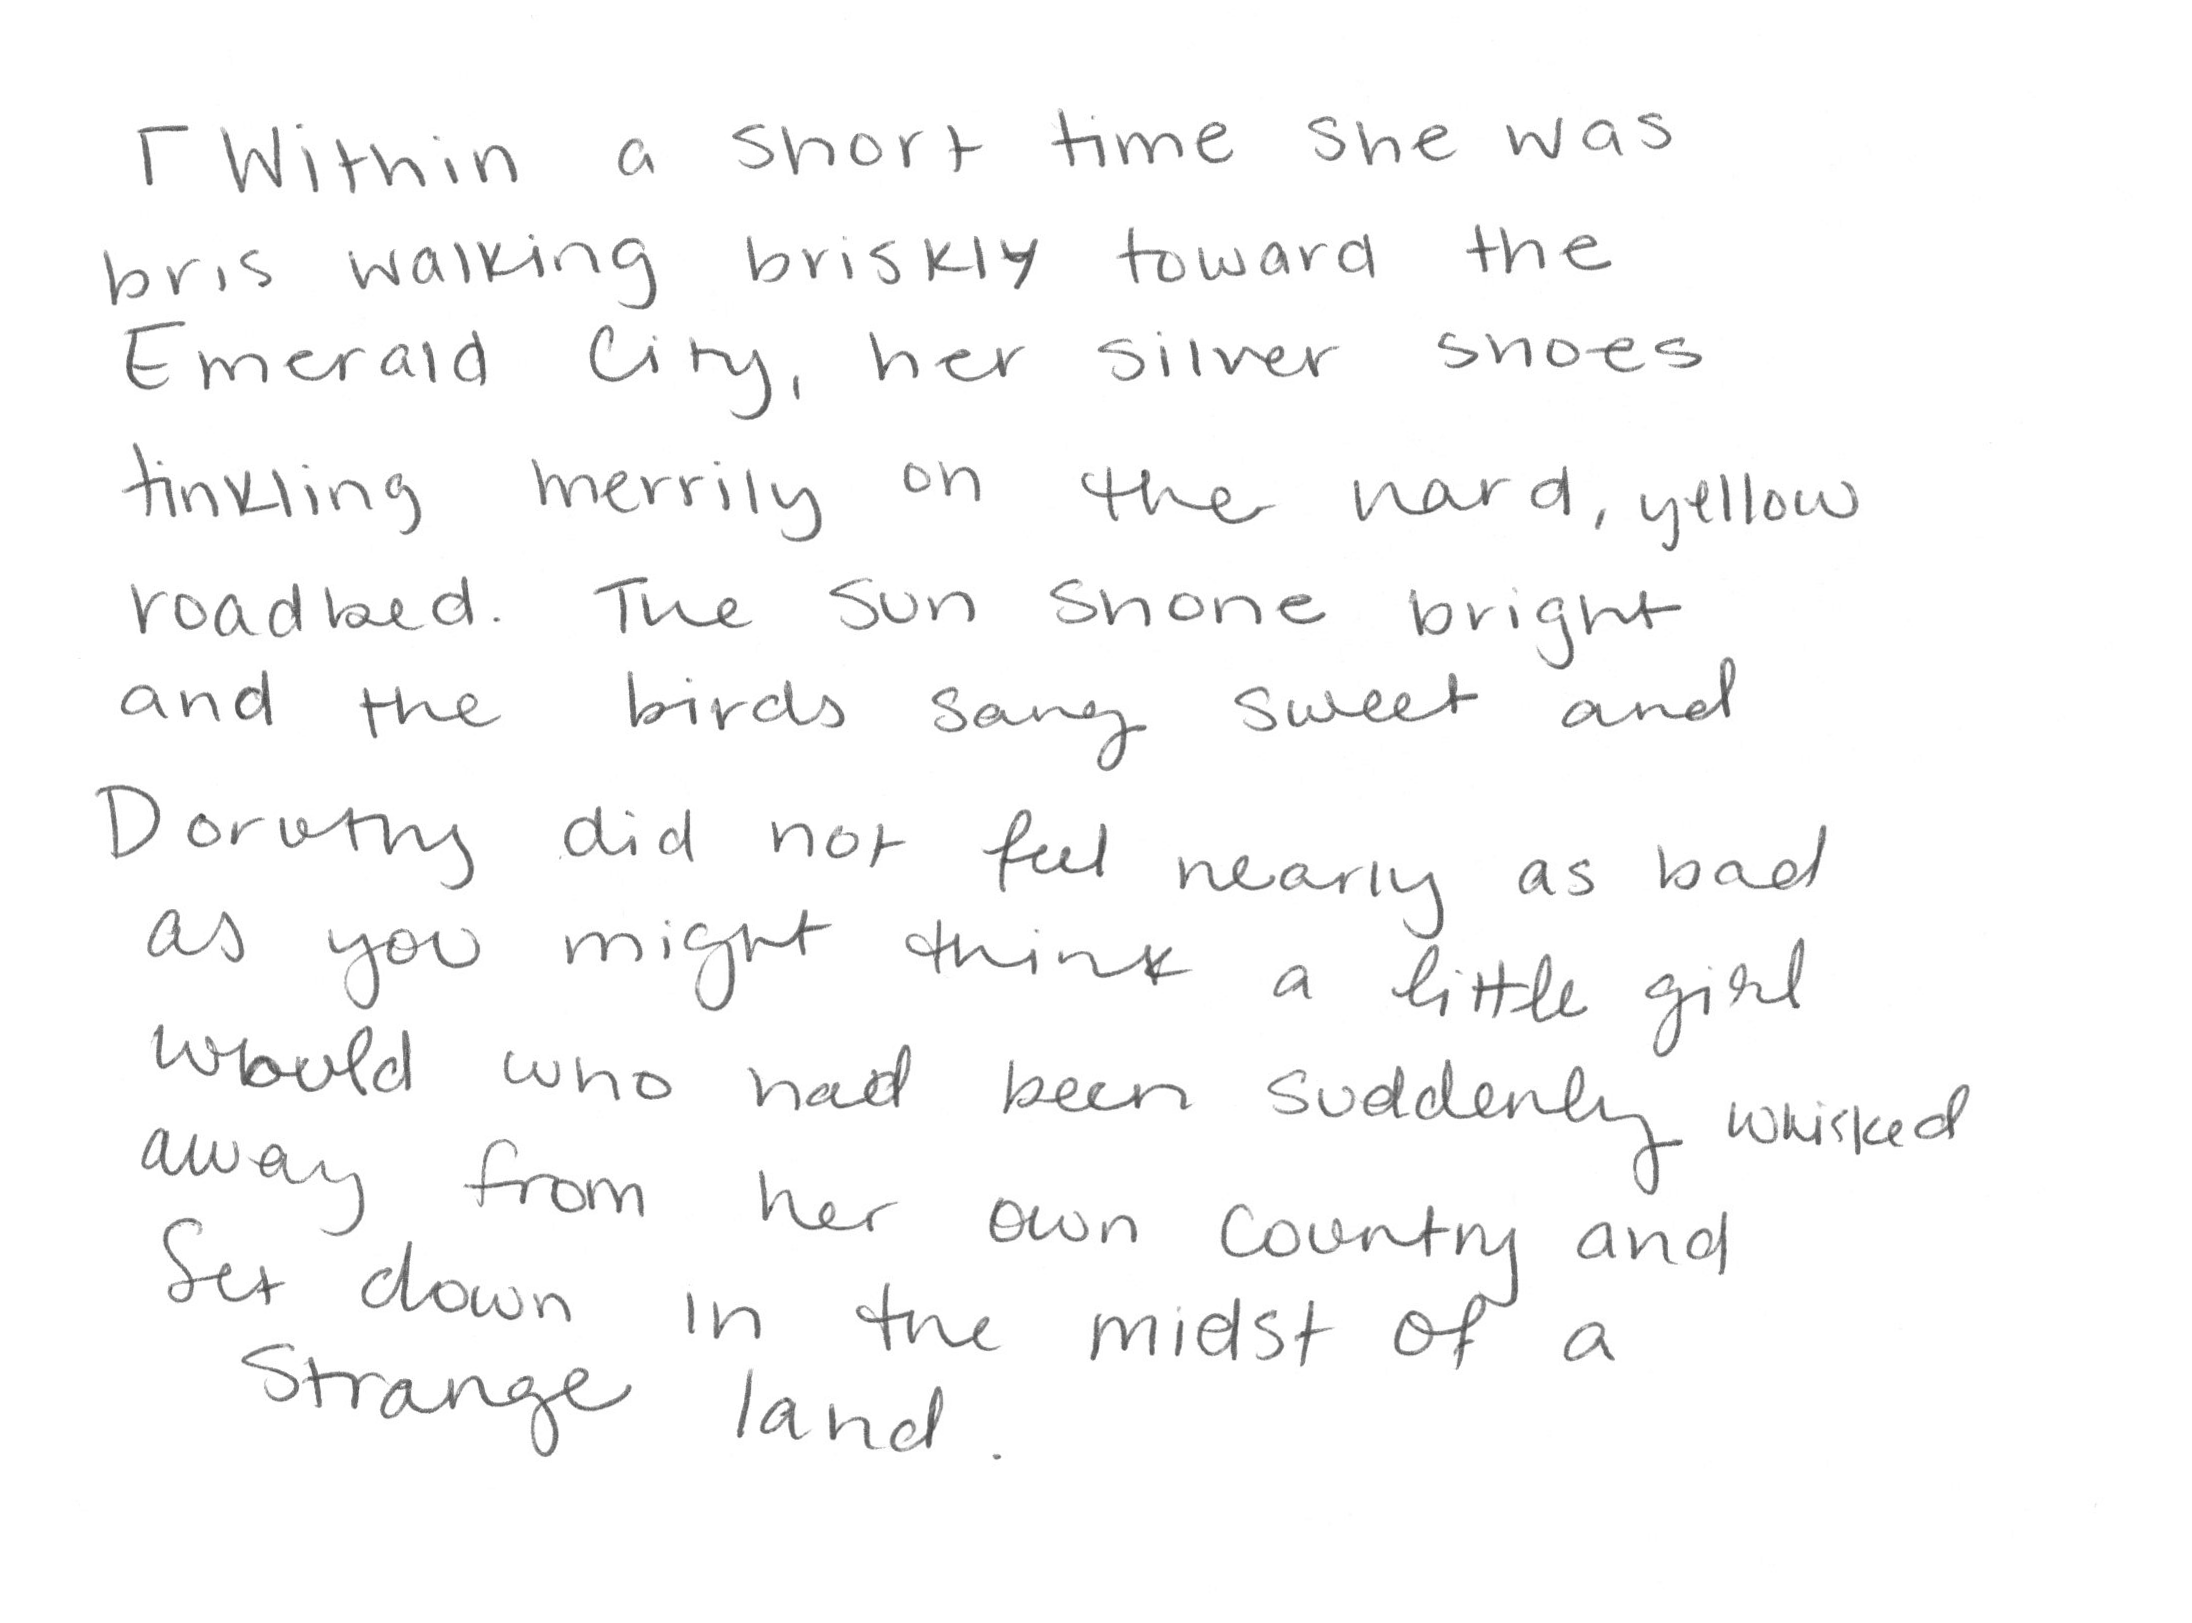 Γ Within a short time she was
bris walking briskly toward the
Emerald City, her silver shoes
tinkling merrily on the hard, yellow
roadbed. The sun shone bright
and the birds sang sweet and
Dorothy did not feel nearly as bad
as you might think a little girl
would who had been suddenly whisked
away from her own country and
set down in the midst of a
strange land.